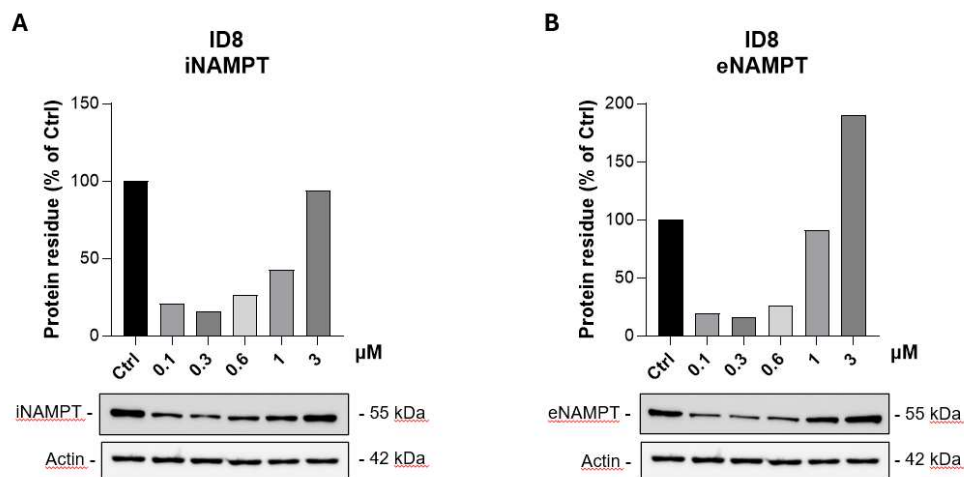 A
ID8
iNAMPT
Protein residue (% of Ctrl)
150
100
50
0
Ctrl
0.1
0.3
0.6
1
3
µM
iNAMPT -
- 55 kDa
Actin -
- 42 kDa
B
ID8
eNAMPT
Protein residue (% of Ctrl)
200
150
100
50
0
Ctrl
0.1
0.3
0.6
1
3
µM
eNAMPT -
- 55 kDa
Actin -
- 42 kDa